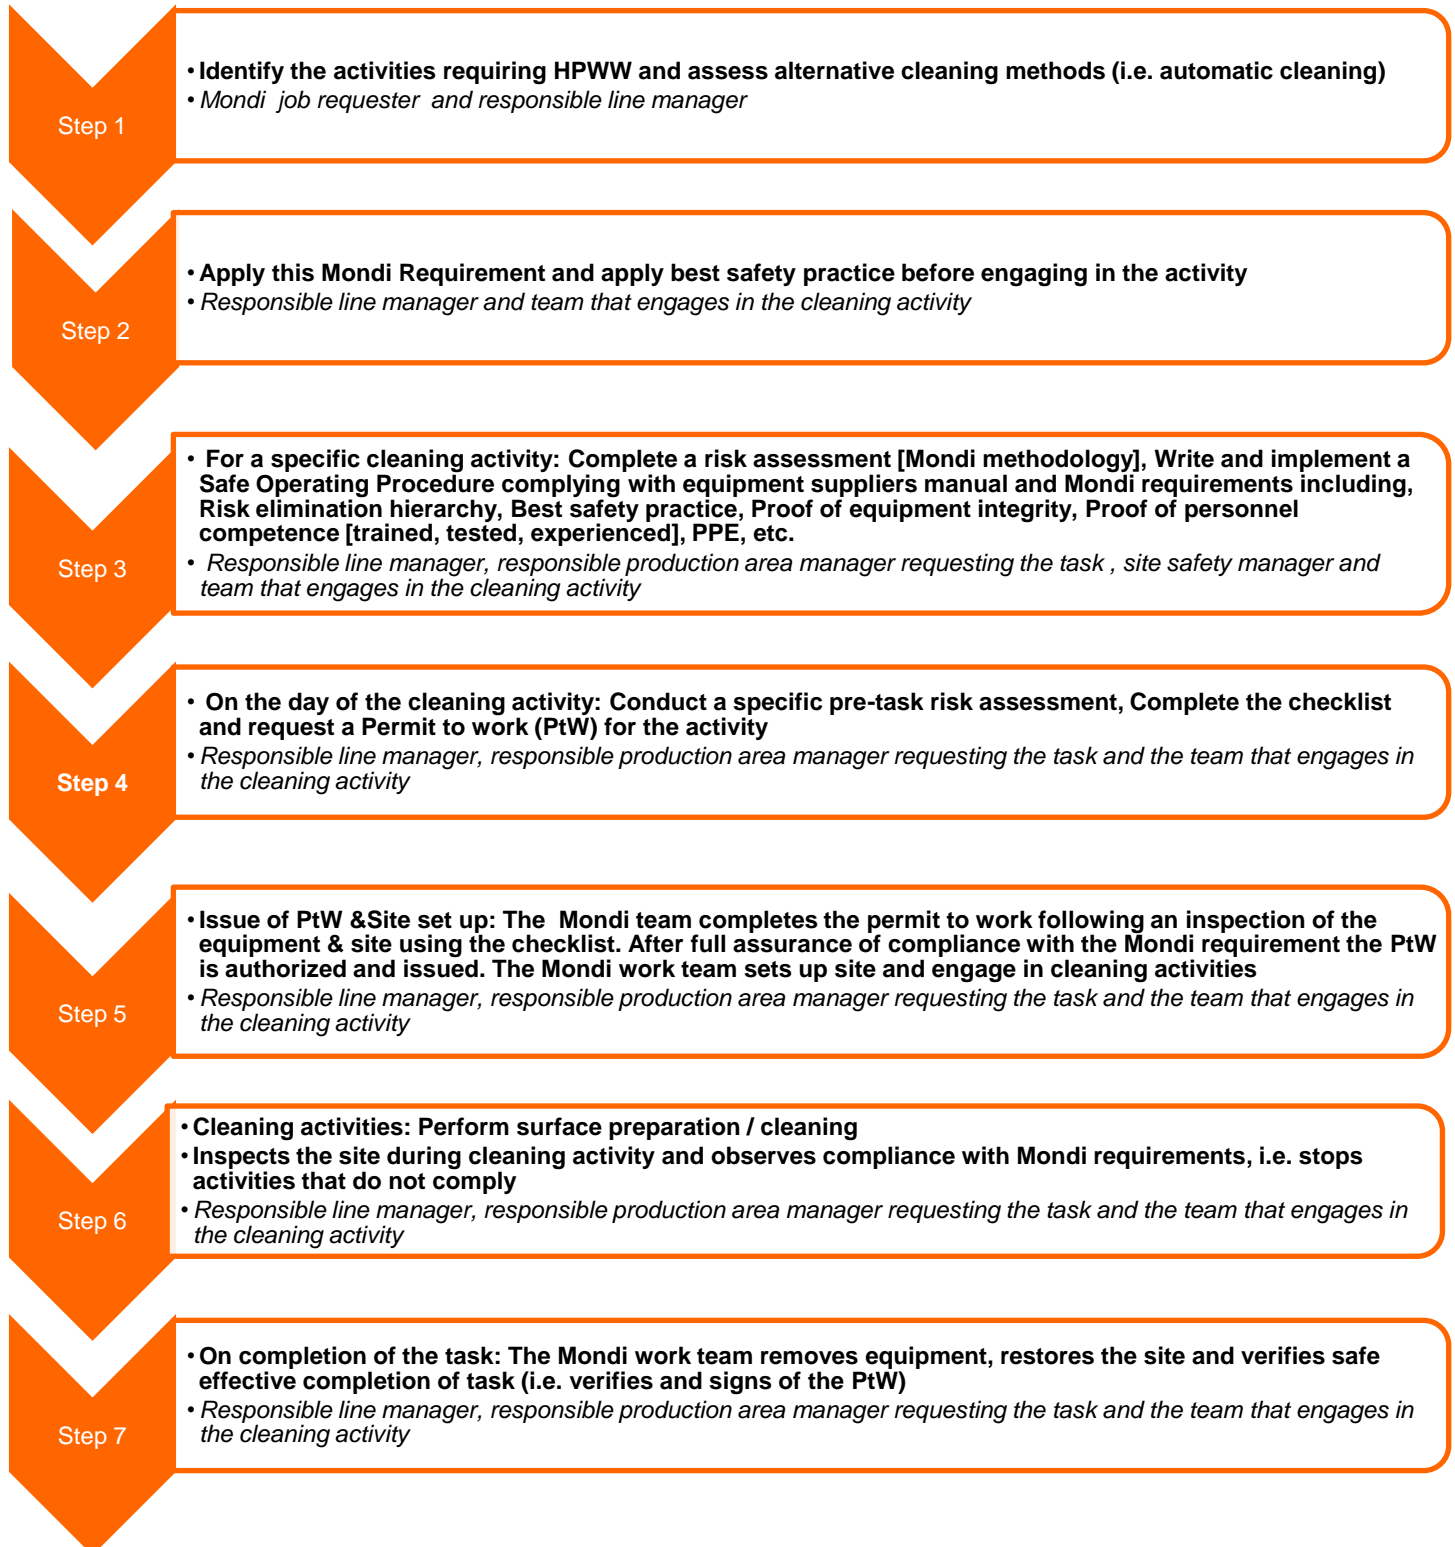 Step 1
• Identify the activities requiring HPWW and assess alternative cleaning methods (i.e. automatic cleaning)
• Mondi job requester and responsible line manager
Step 2
• Apply this Mondi Requirement and apply best safety practice before engaging in the activity
• Responsible line manager and team that engages in the cleaning activity
Step 3
• For a specific cleaning activity: Complete a risk assessment [Mondi methodology], Write and implement a
Safe Operating Procedure complying with equipment suppliers manual and Mondi requirements including,
Risk elimination hierarchy, Best safety practice, Proof of equipment integrity, Proof of personnel
competence [trained, tested, experienced], PPE, etc.
• Responsible line manager, responsible production area manager requesting the task , site safety manager and
team that engages in the cleaning activity
Step 4
• On the day of the cleaning activity: Conduct a specific pre-task risk assessment, Complete the checklist
and request a Permit to work (PtW) for the activity
• Responsible line manager, responsible production area manager requesting the task and the team that engages in
the cleaning activity
Step 5
• Issue of PtW &Site set up: The Mondi team completes the permit to work following an inspection of the
equipment & site using the checklist. After full assurance of compliance with the Mondi requirement the PtW
is authorized and issued. The Mondi work team sets up site and engage in cleaning activities
• Responsible line manager, responsible production area manager requesting the task and the team that engages in
the cleaning activity
Step 6
• Cleaning activities: Perform surface preparation / cleaning
• Inspects the site during cleaning activity and observes compliance with Mondi requirements, i.e. stops
activities that do not comply
• Responsible line manager, responsible production area manager requesting the task and the team that engages in
the cleaning activity
Step 7
• On completion of the task: The Mondi work team removes equipment, restores the site and verifies safe
effective completion of task (i.e. verifies and signs of the PtW)
• Responsible line manager, responsible production area manager requesting the task and the team that engages in
the cleaning activity